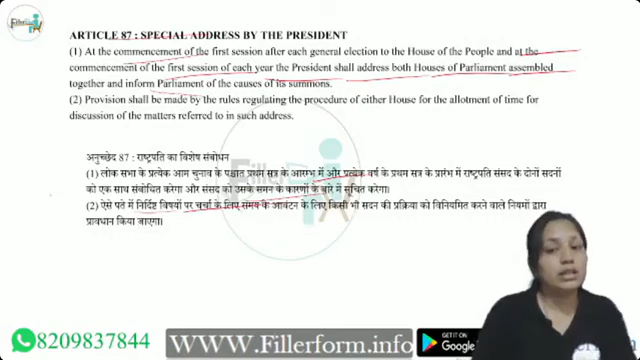 Fillerform
ARTICLE 87: SPECIAL ADDRESS BY THE PRESIDENT
(1) At the commencement of the first session after each general election to the House of the People and at the
commencement of the first session of each year the President shall address both Houses of Parliament assembled
together and inform Parliament of the causes of its summons.
(2) Provision shall be made by the rules regulating the procedure of either House for the allotment of time for
discussion of the matters referred to in such address.
अनुच्छेद 87 : राष्ट्रपति का विशेष संबोधन
(1) लोक सभा के प्रत्येक आम चुनाव के पश्चात प्रथम सत्र के आरम्भ में और प्रत्येक वर्ष के प्रथम सत्र के प्रारंभ में राष्ट्रपति संसद के दोनों सदनों
को एक साथ संबोधित करेगा और संसद को उसके समन के कारणों के बारे में सूचित करेगा।
(2) ऐसे पते में निर्दिष्ट विषयों पर चर्चा के लिए समय के आवंटन के लिए किसी भी सदन की प्रक्रिया को विनियमित करने वाले नियमों द्वारा
प्रावधान किया जाएगा।
8209837844
WWW.Fillerform.info
GET IT ON
Google